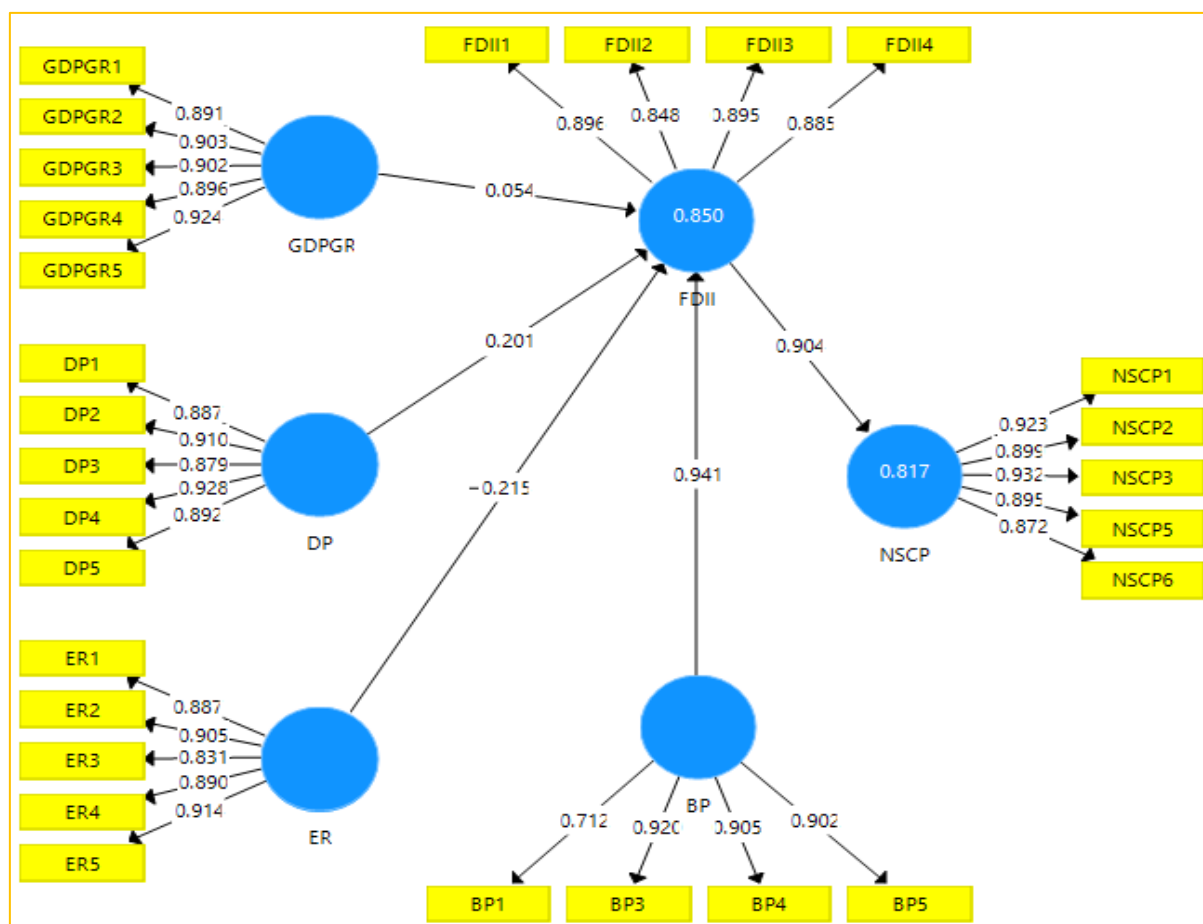 FDII1
FDII2
FDII3
FDII4
GDPGR1
GDPGR2
GDPGR3
GDPGR4
GDPGR5
0.891
0.903
0.902
0.896
0.924
GDPGR
0.896
0.848
0.895
0.885
0.054
0.850
FDII
DP1
DP2
DP3
DP4
DP5
0.887
0.910
0.879
0.928
0.892
DP
0.201
0.904
-0.215
0.941
0.817
NSCP
0.923
0.899
0.932
0.895
0.872
NSCP1
NSCP2
NSCP3
NSCP5
NSCP6
ER1
ER2
ER3
ER4
ER5
0.887
0.905
0.831
0.890
0.914
ER
BP
0.712
0.920
0.905
0.902
BP1
BP3
BP4
BP5